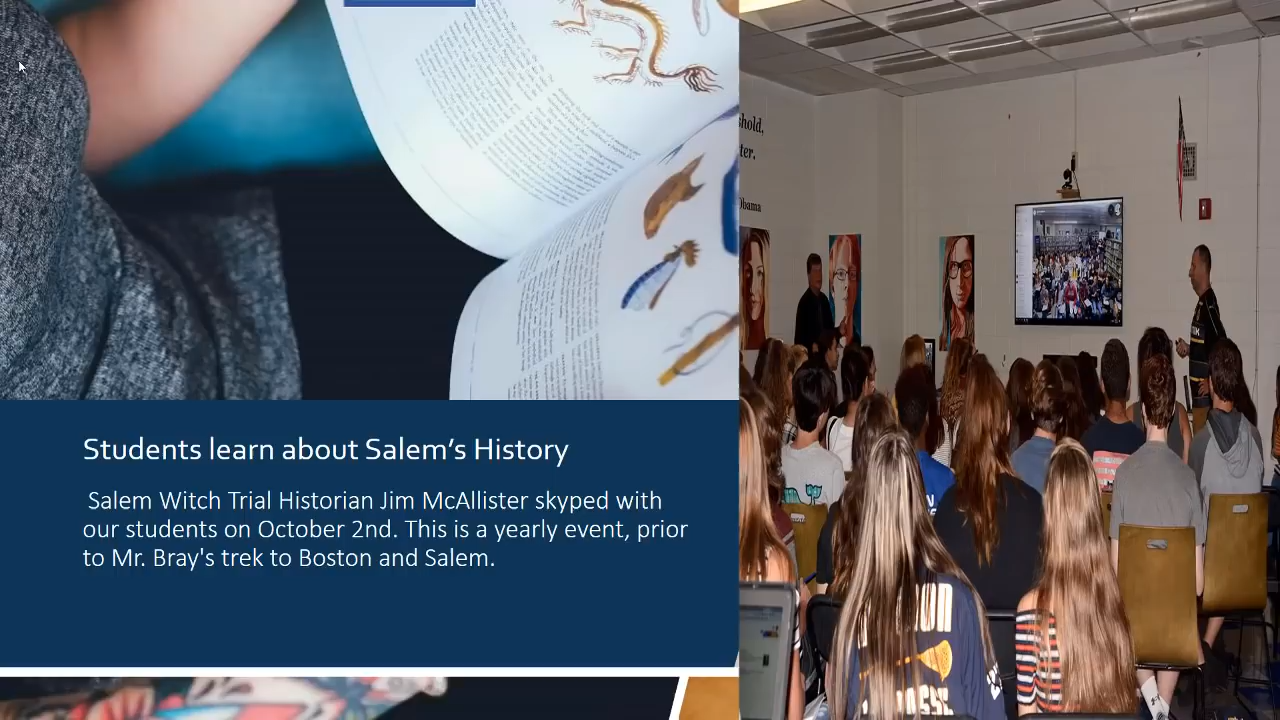 Students learn about Salem’s History
Salem Witch Trial Historian Jim McAllister skyped with
our students on October 2nd. This is a yearly event, prior
to Mr. Bray's trek to Boston and Salem.
Obama